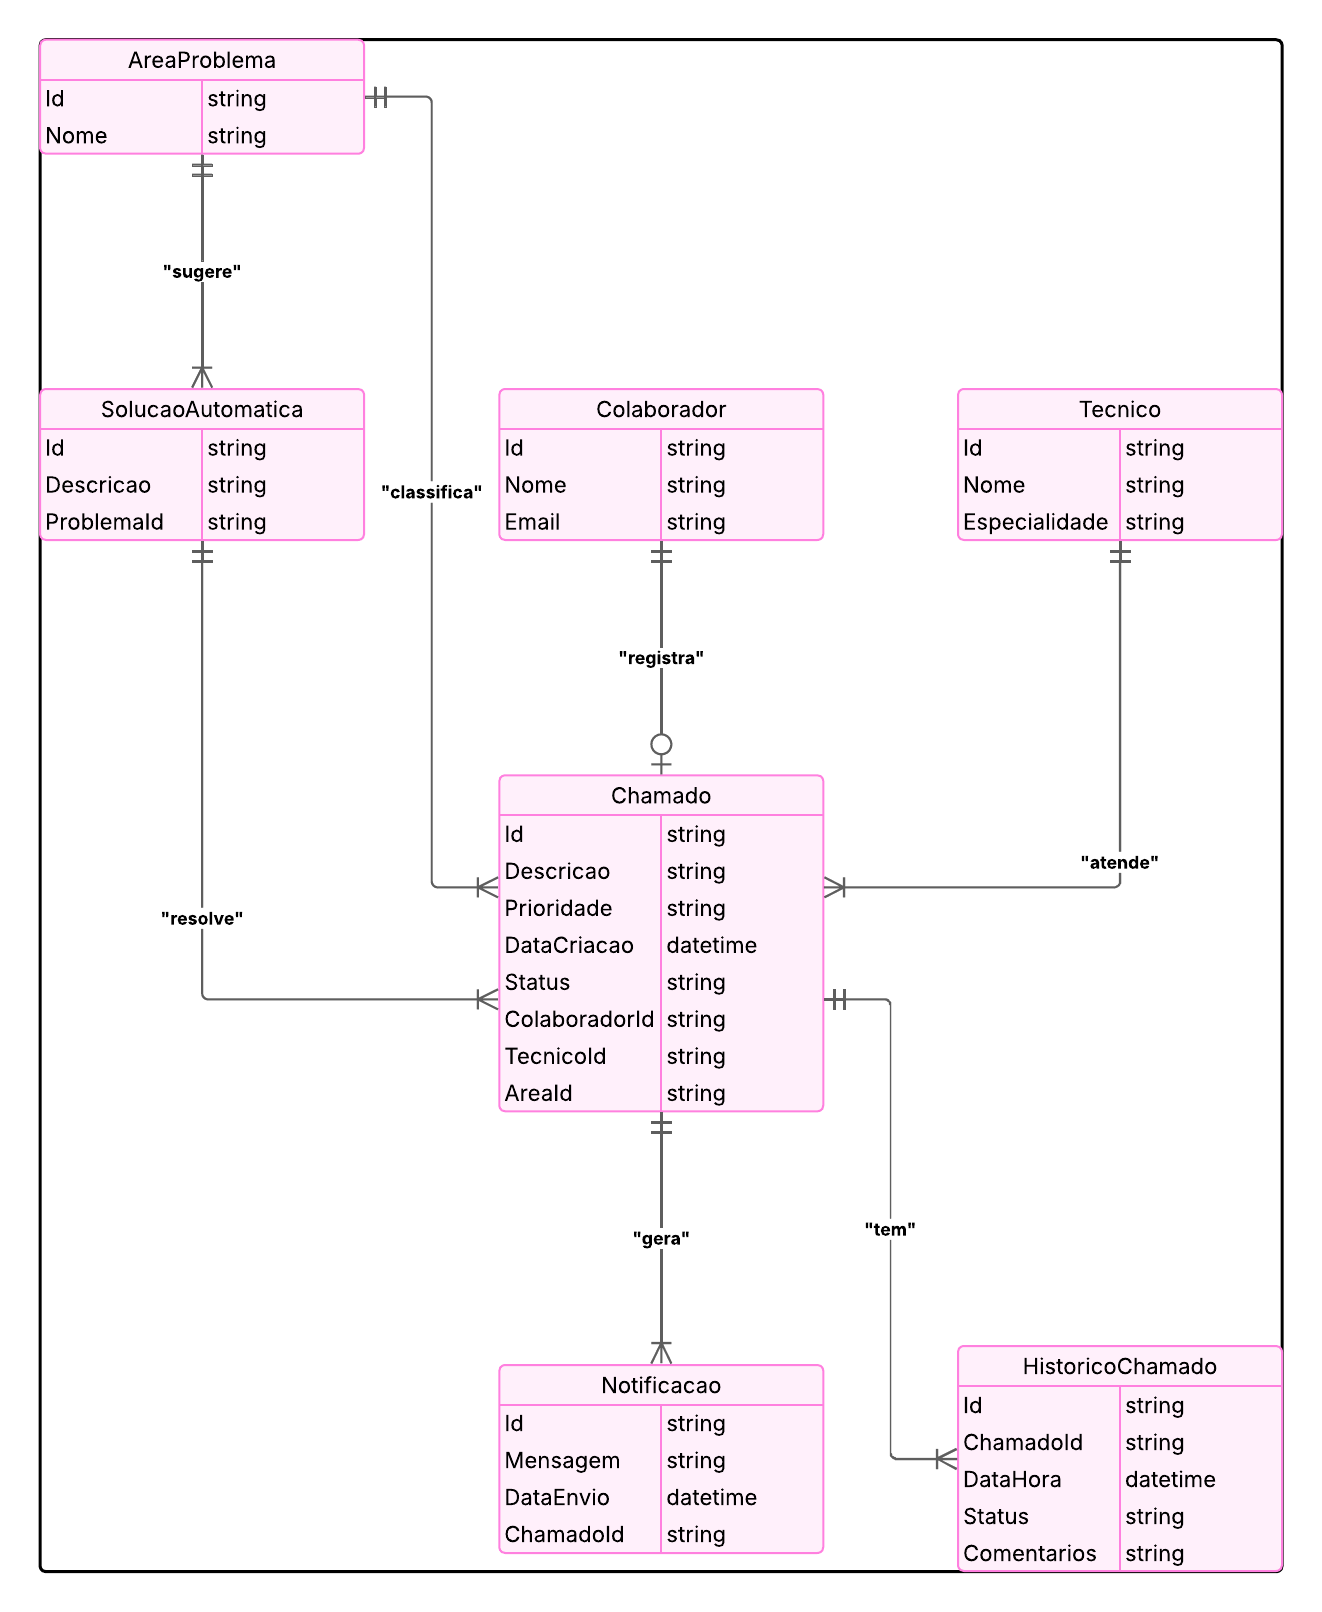 AreaProblema
Id string
Nome string
"sugere"
SolucaoAutomatica
Id string
Descricao string
ProblemaId string
"classifica"
Colaborador
Id string
Nome string
Email string
Tecnico
Id string
Nome string
Especialidade string
"registra"
"atende"
"resolve"
Chamado
Id string
Descricao string
Prioridade string
DataCriacao datetime
Status string
ColaboradorId string
TecnicoId string
AreaId string
"gera"
"tem"
Notificacao
Id string
Mensagem string
DataEnvio datetime
ChamadoId string
HistoricoChamado
Id string
ChamadoId string
DataHora datetime
Status string
Comentarios string